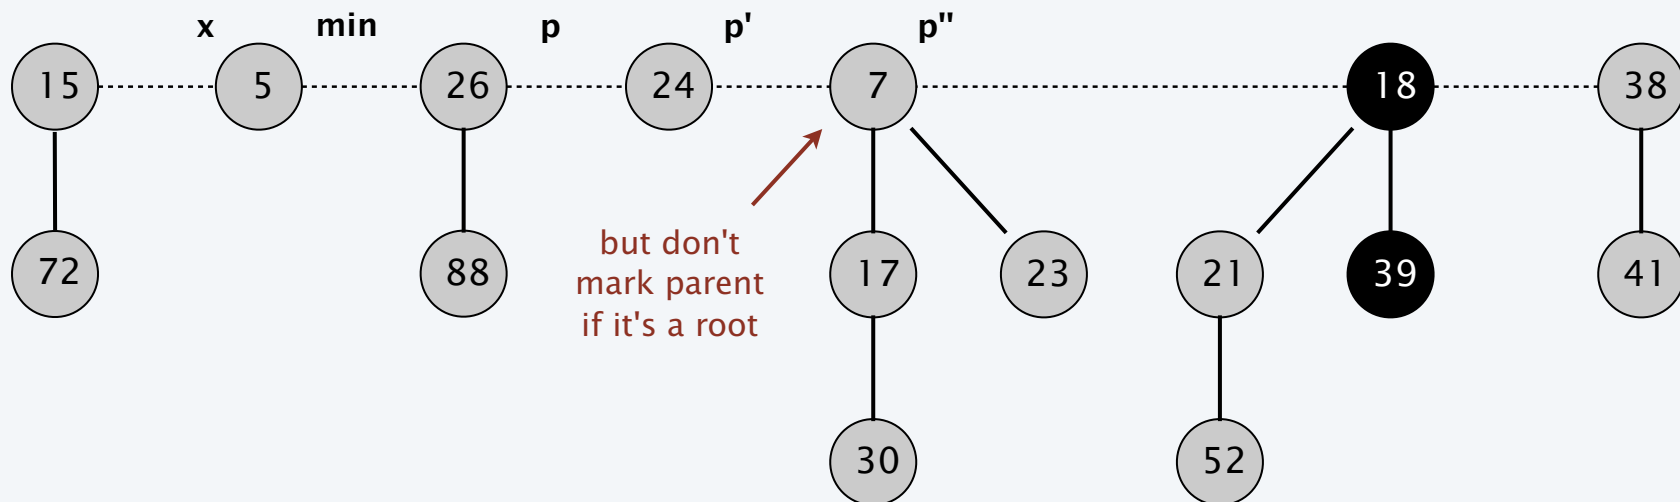 x min p p' p"
15 5 26 24 7 18 38
72 88 17 23 21 39 41
but don't
mark parent
if it's a root
30 52